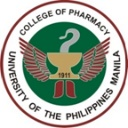 COLLEGE OF PHARMACY
1911
UNIVERSITY OF THE PHILIPPINES MANILA